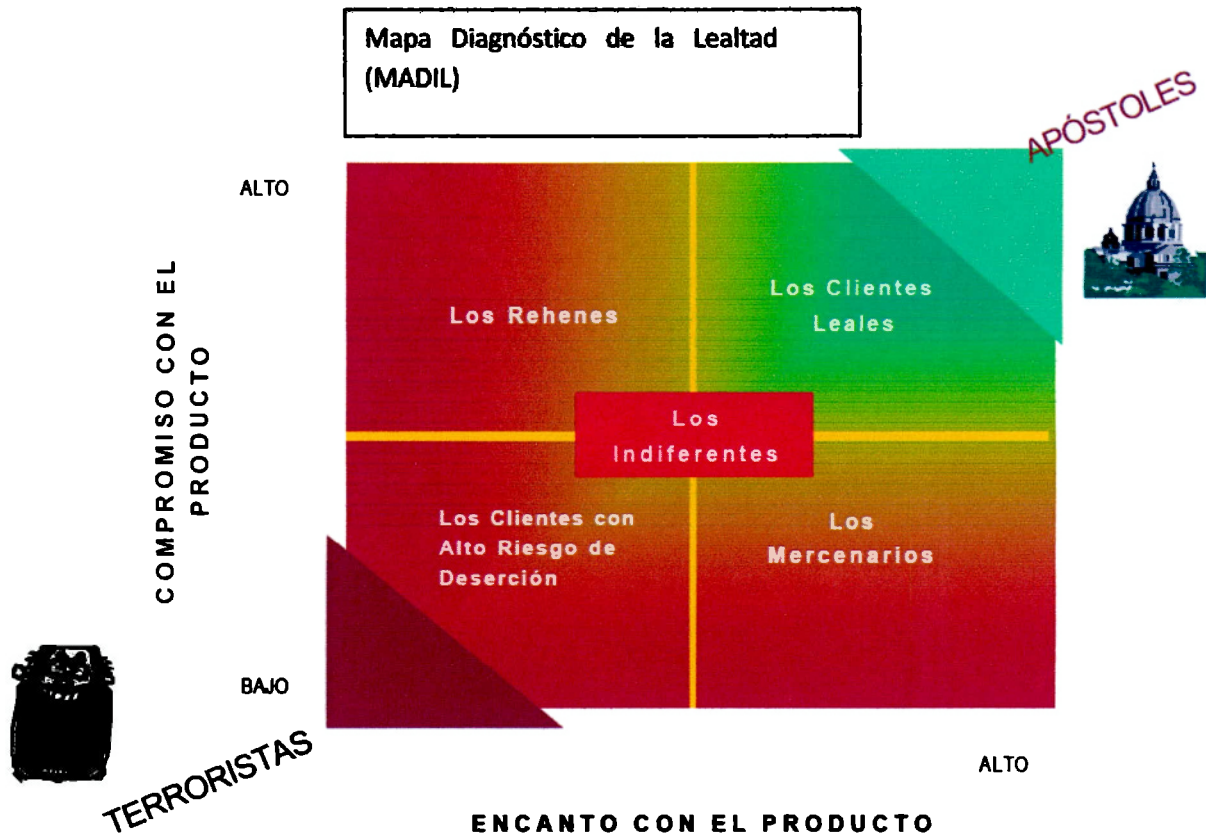 Mapa Diagnóstico de la Lealtad
(MADIL)
APÓSTOLES
ALTO
COMPROMISO CON EL
PRODUCTO
Los Rehenes
Los Clientes
Leales
Los
Indiferentes
Los Clientes con
Alto Riesgo de
Deserción
Los
Mercenarios
BAJO
TERRORISTAS
ALTO
ENCANTO CON EL PRODUCTO